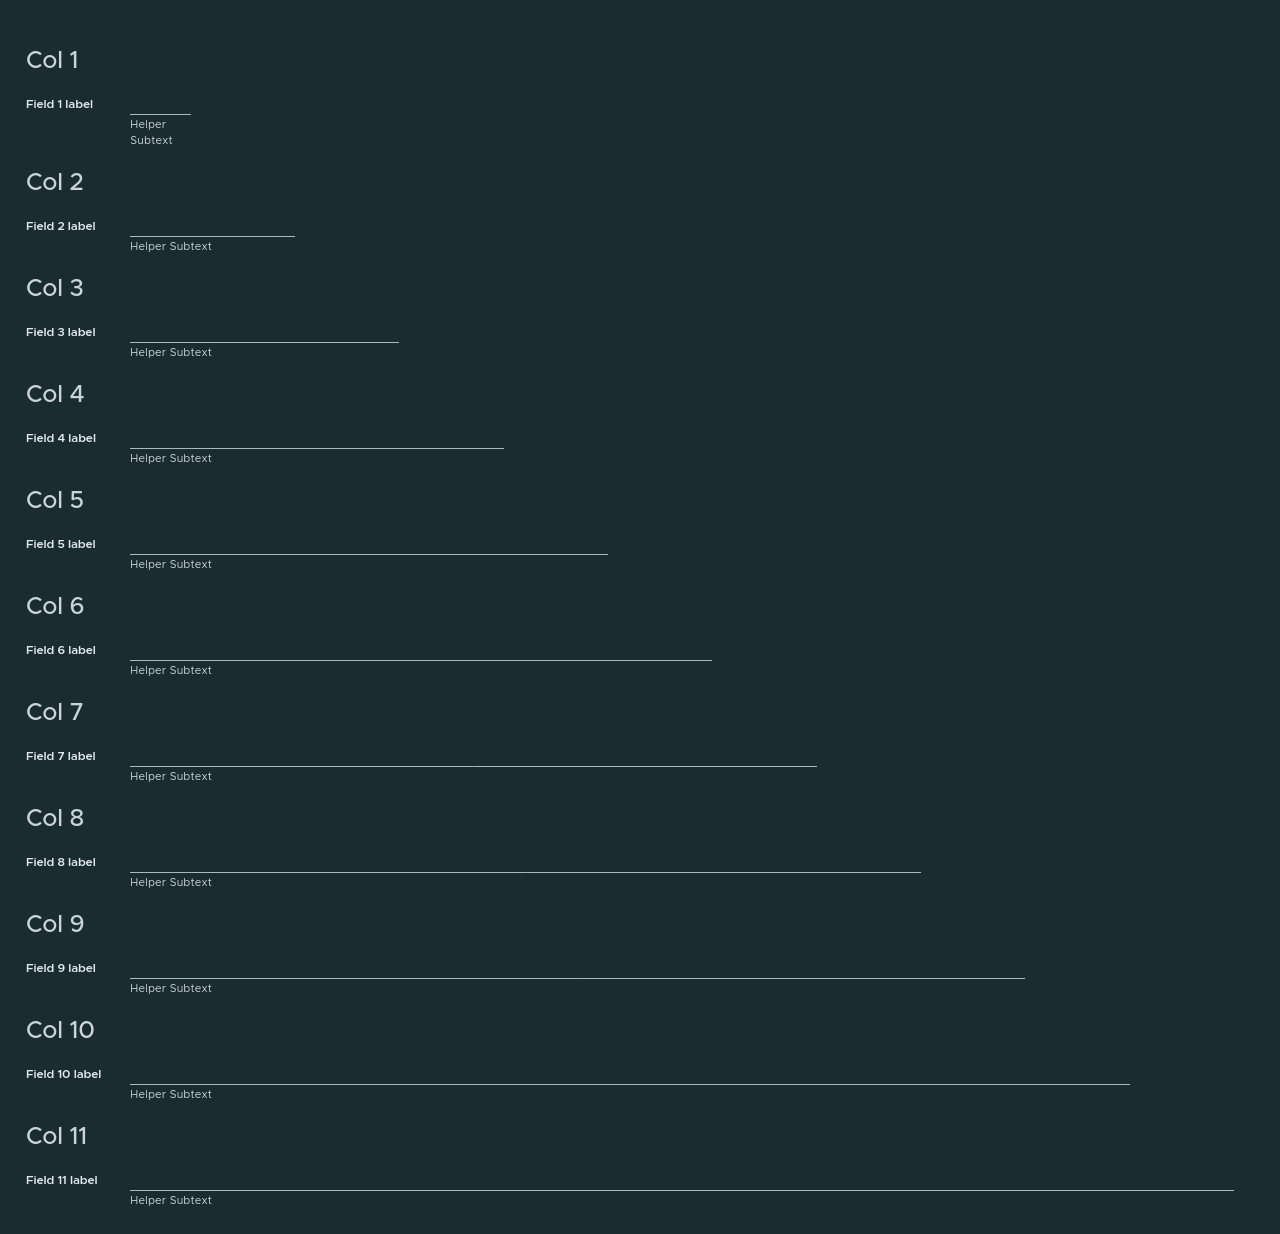 Col 1
Field 1 label
Helper
Subtext
Col 2
Field 2 label
Helper Subtext
Col 3
Field 3 label
Helper Subtext
Col 4
Field 4 label
Helper Subtext
Col 5
Field 5 label
Helper Subtext
Col 6
Field 6 label
Helper Subtext
Col 7
Field 7 label
Helper Subtext
Col 8
Field 8 label
Helper Subtext
Col 9
Field 9 label
Helper Subtext
Col 10
Field 10 label
Helper Subtext
Col 11
Field 11 label
Helper Subtext